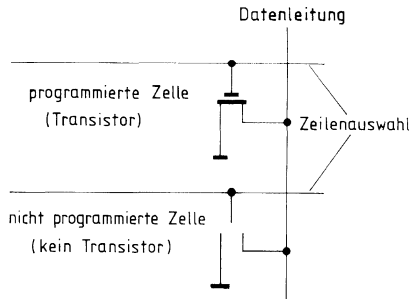 Datenleitung
programmierte Zelle
(Transistor)
Zeilenauswahl
nicht programmierte Zelle
(kein Transistor)